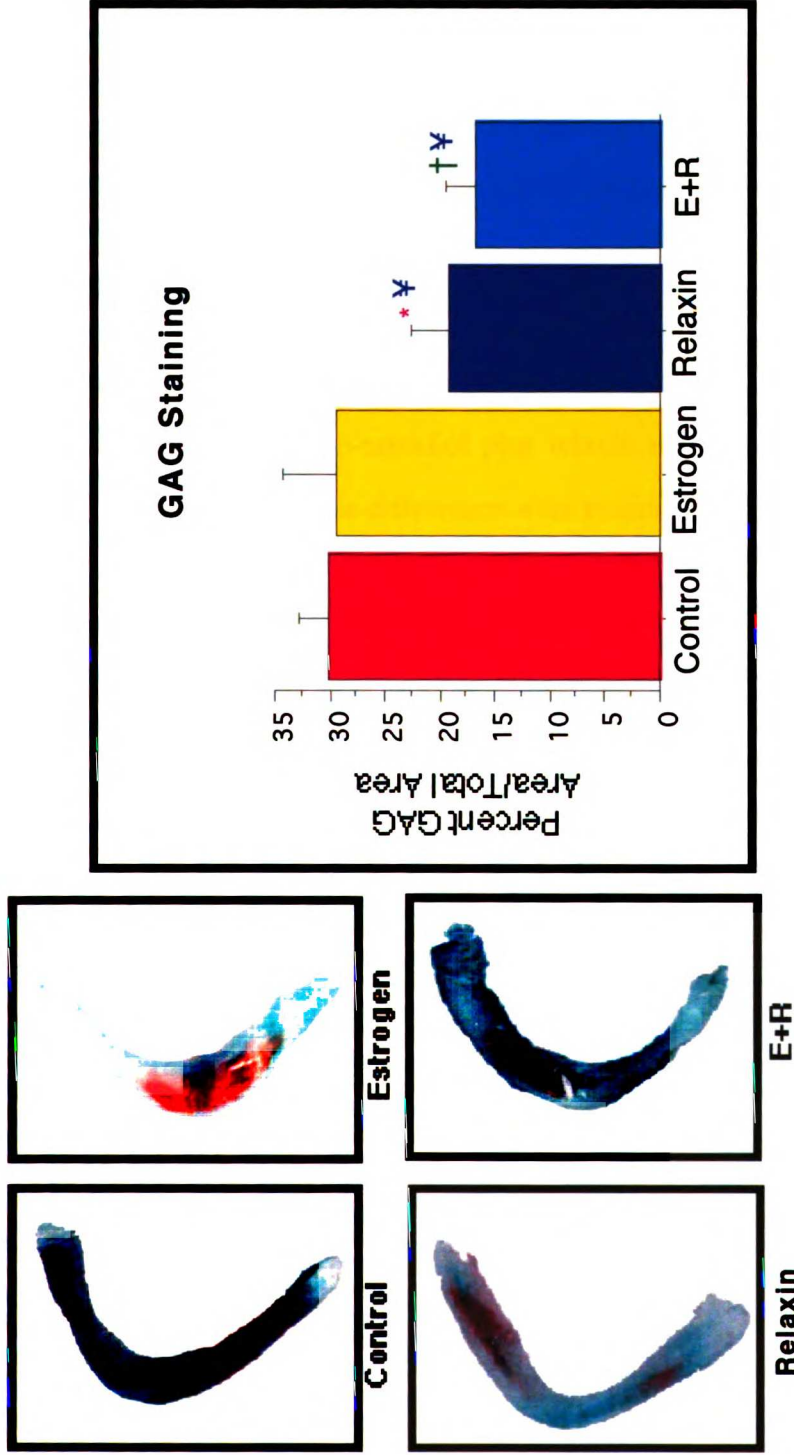 Control
Estrogen
Relaxin
E+R
GAG Staining
Percent GAG
Area/Total Area
35
30
25
20
15
10
5
0
* ¥
† ¥
Control
Estrogen
Relaxin
E+R